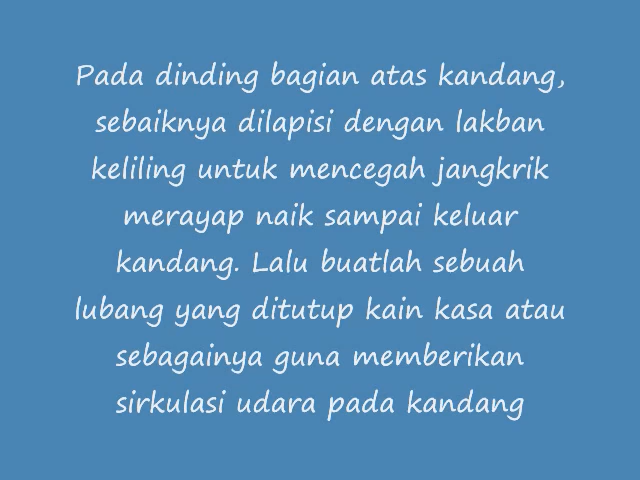 Pada dinding bagian atas kandang,
sebaiknya dilapisi dengan lakban
keliling untuk mencegah jangkrik
merayap naik sampai keluar
kandang. Lalu buatlah sebuah
lubang yang ditutup kain kasa atau
sebagainya guna memberikan
sirkulasi udara pada kandang